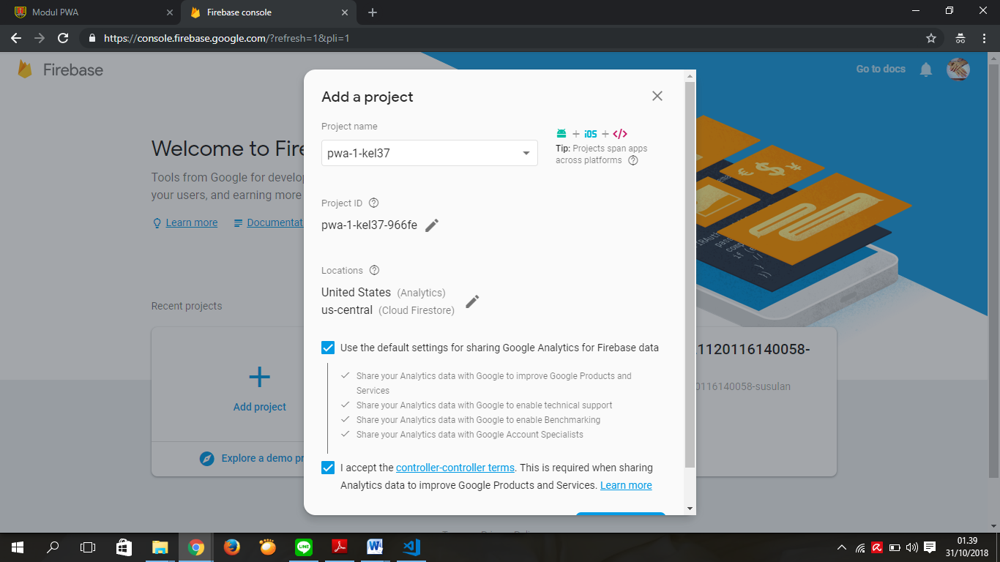 Modul PWA
Firebase console
https://console.firebase.google.com/?refresh=1&pli=1
Firebase
Go to docs
Welcome to Fire
Tools from Google for develop
your users, and earning more
Learn more
Documentat
Recent projects
Add project
Explore a demo pr
1120116140058-
0116140058-susulan
Add a project
Project name
pwa-1-kel37
+ iOS + </>
Tip: Projects span apps
across platforms
Project ID
pwa-1-kel37-966fe
Locations
United States (Analytics)
us-central (Cloud Firestore)
Use the default settings for sharing Google Analytics for Firebase data
Share your Analytics data with Google to improve Google Products and
Services
Share your Analytics data with Google to enable technical support
Share your Analytics data with Google to enable Benchmarking
Share your Analytics data with Google Account Specialists
I accept the controller-controller terms. This is required when sharing
Analytics data to improve Google Products and Services. Learn more
LINE
01.39
31/10/2018